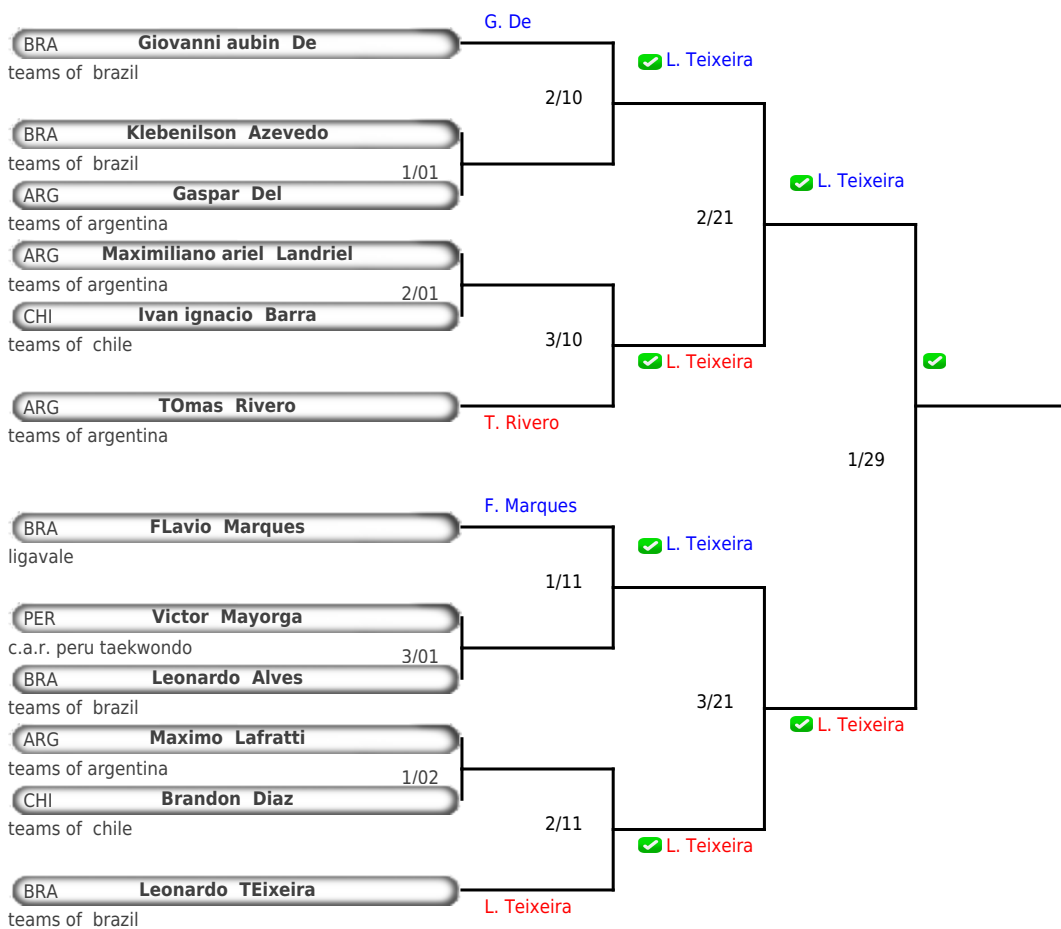 G. De
BRA Giovanni aubin De
L. Teixeira
teams of brazil
2/10
BRA Klebenilson Azevedo
teams of brazil
1/01
L. Teixeira
ARG Gaspar Del
2/21
teams of argentina
ARG Maximiliano ariel Landriel
teams of argentina
2/01
CHI Ivan ignacio Barra
3/10
teams of chile
L. Teixeira
ARG TOmas Rivero
T. Rivero
teams of argentina
1/29
F. Marques
BRA FLavio Marques
L. Teixeira
ligavale
1/11
PER Victor Mayorga
c.a.r. peru taekwondo
3/01
BRA Leonardo Alves
3/21
teams of brazil
L. Teixeira
ARG Maximo Lafratti
teams of argentina
1/02
CHI Brandon Diaz
2/11
teams of chile
L. Teixeira
BRA Leonardo TEixeira
L. Teixeira
teams of brazil